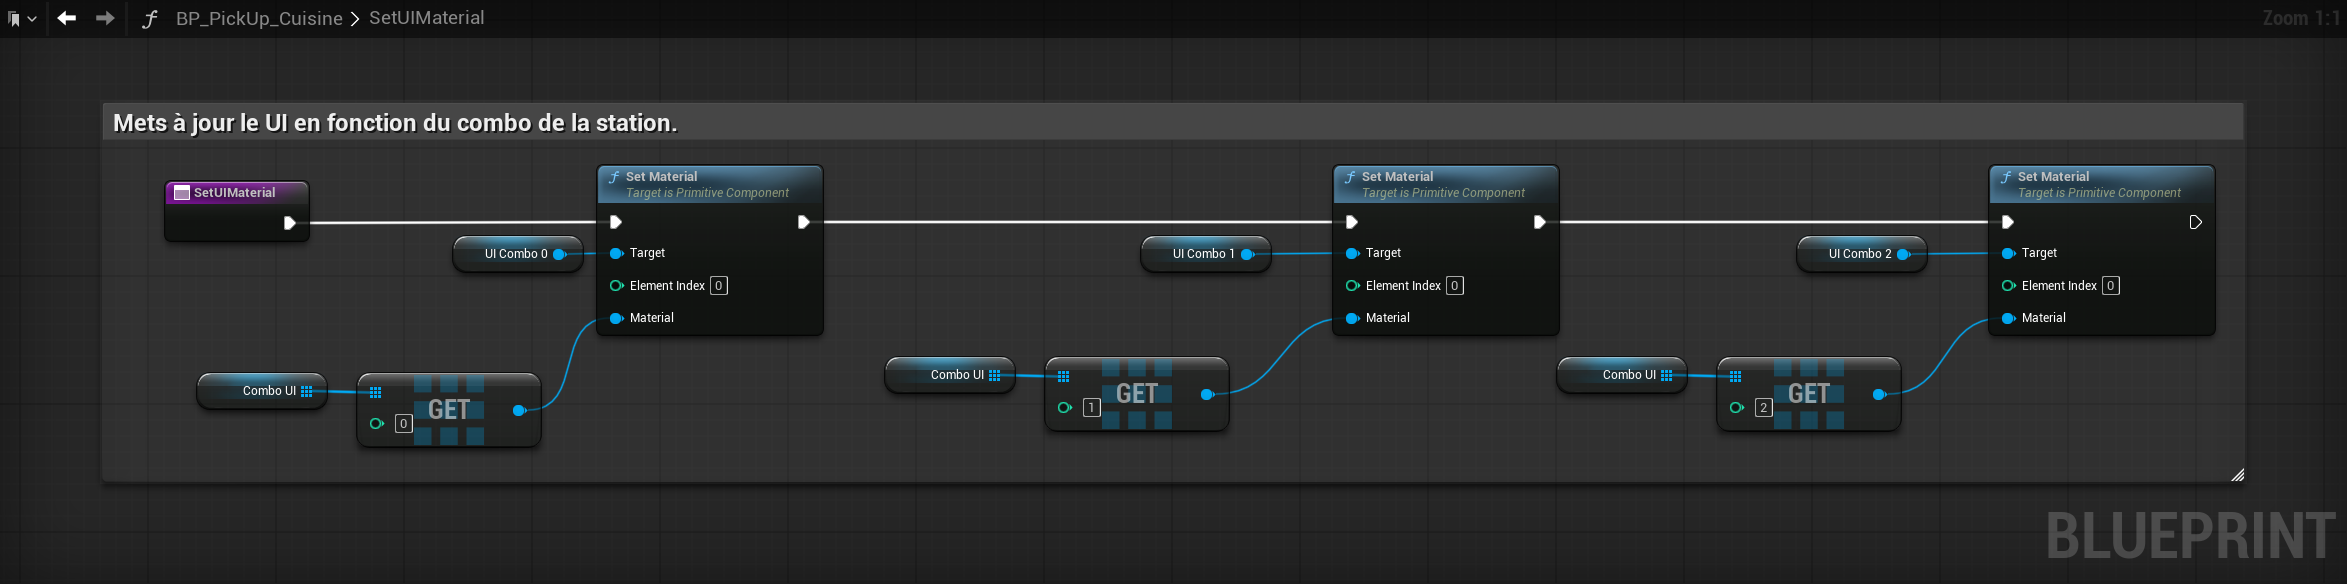 BP_PickUp_Cuisine > SetUIMaterial
Zoom 1:1
Mets à jour le UI en fonction du combo de la station.
SetUIMaterial
Set Material
Target is Primitive Component
UI Combo 0
Target
Element Index 0
Material
Combo UI
GET
0
Set Material
Target is Primitive Component
UI Combo 1
Target
Element Index 0
Material
Combo UI
GET
1
Set Material
Target is Primitive Component
UI Combo 2
Target
Element Index 0
Material
Combo UI
GET
2
BLUEPRINT